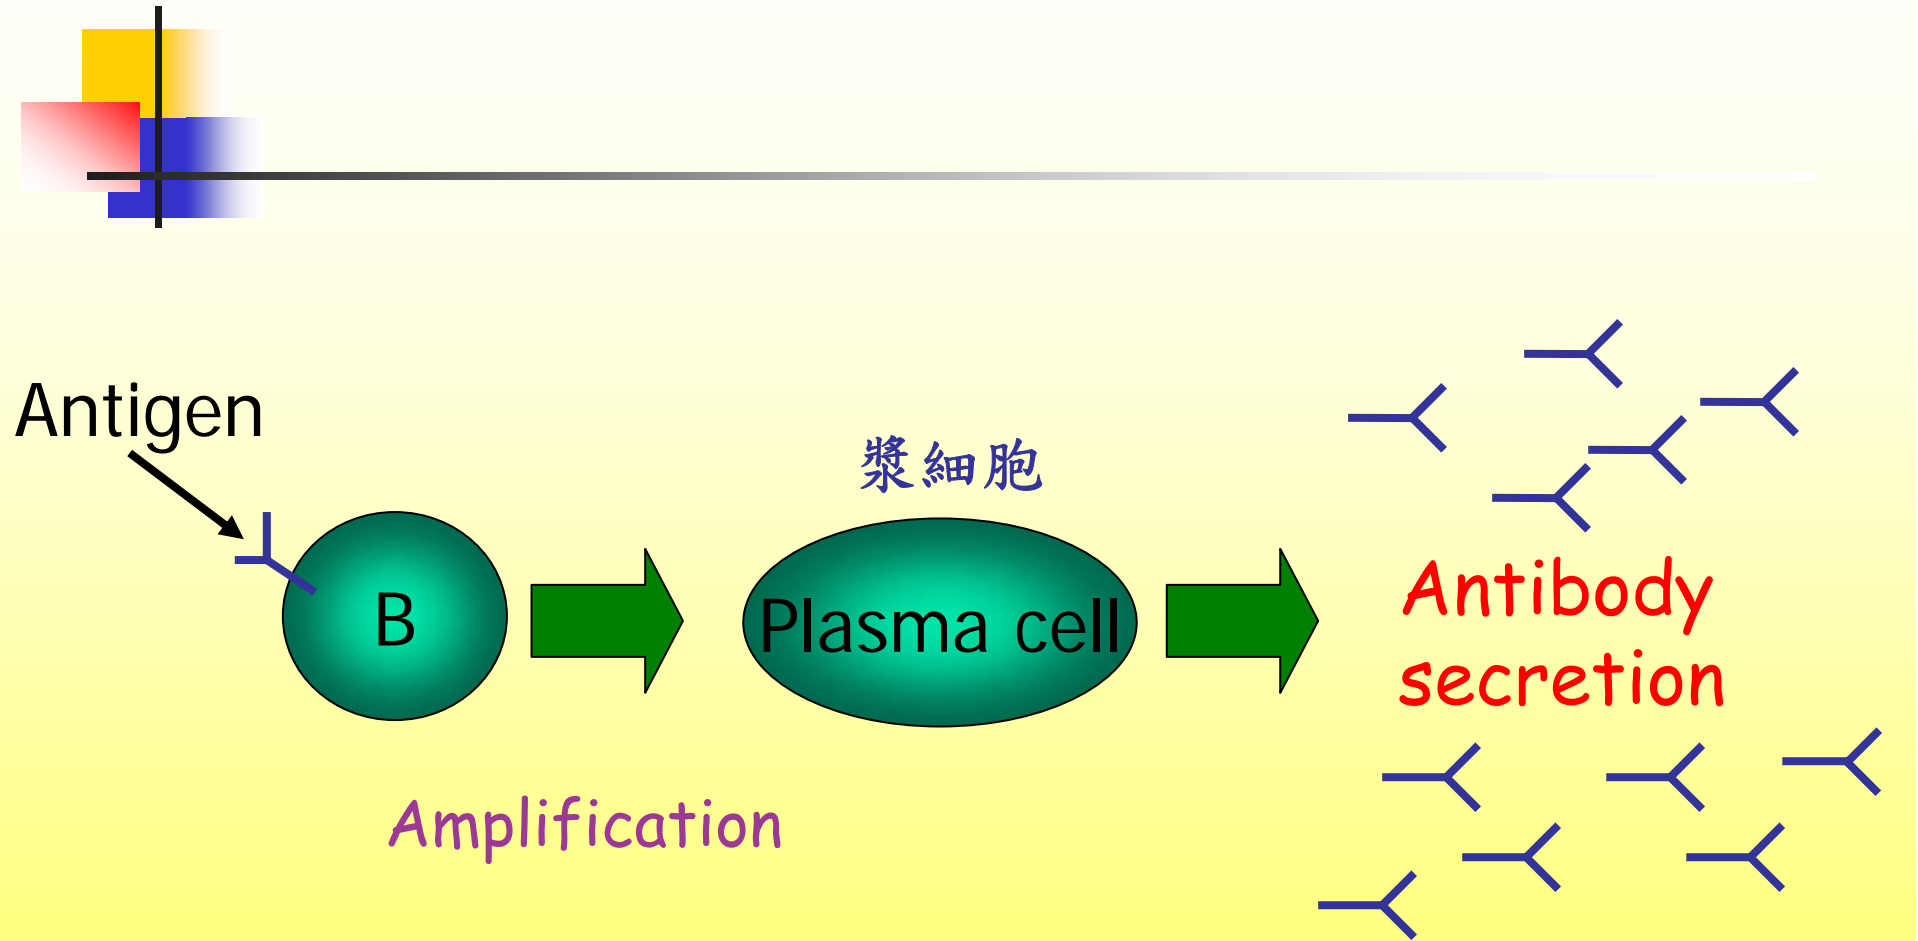 Antigen
B
漿細胞
Plasma cell
Antibody
secretion
Amplification